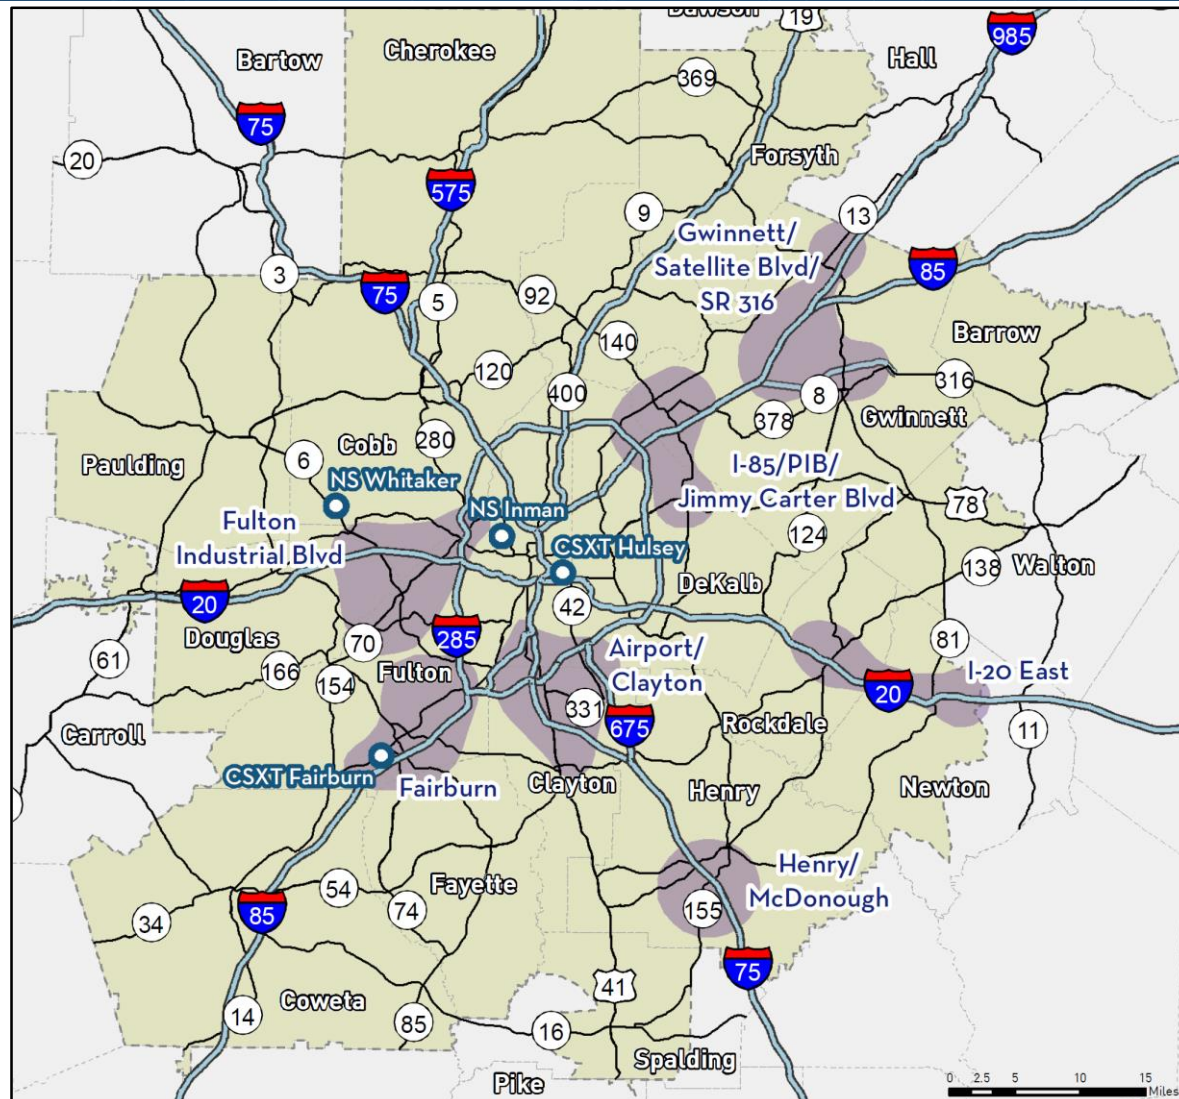 Dawson
19
Bartow
Cherokee
985
Hall
369
75
20
Forsyth
575
9
13
Gwinnett/
Satellite Blvd/
SR 316
3
75
5
92
85
Barrow
140
120
400
8
316
378
Gwinnett
280
Cobb
6
Paulding
NS Whitaker
I-85/PIB/
Jimmy Carter Blvd
78
NS Inman
Fulton
Industrial Blvd
124
CSXT Hulsey
138
Walton
DeKalb
20
42
Douglas
70
285
81
61
166
154
Fulton
Airport/
Clayton
I-20 East
20
331
675
Rockdale
11
Carroll
CSXT Fairburn
Fairburn
Clayton
Henry
Newton
Henry/
McDonough
54
Fayette
34
85
74
155
75
41
Coweta
14
85
16
Spalding
Pike
0 2.5 5 10 15
Miles